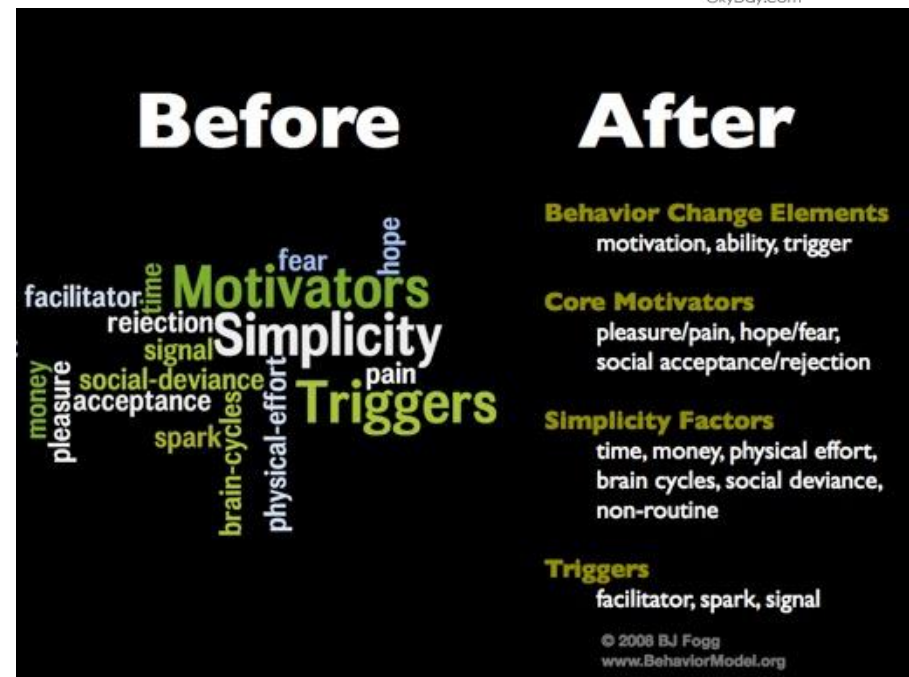 Before
After
hope
fear
time
Motivators
facilitator
rejection
Simplicity
signal
pain
social-deviance
money
pleasure
acceptance
Triggers
spark
brain-cycles
physical-effort
Behavior Change Elements
motivation, ability, trigger
Core Motivators
pleasure/pain, hope/fear,
social acceptance/rejection
Simplicity Factors
time, money, physical effort,
brain cycles, social deviance,
non-routine
Triggers
facilitator, spark, signal
© 2008 BJ Fogg
www.BehaviorModel.org